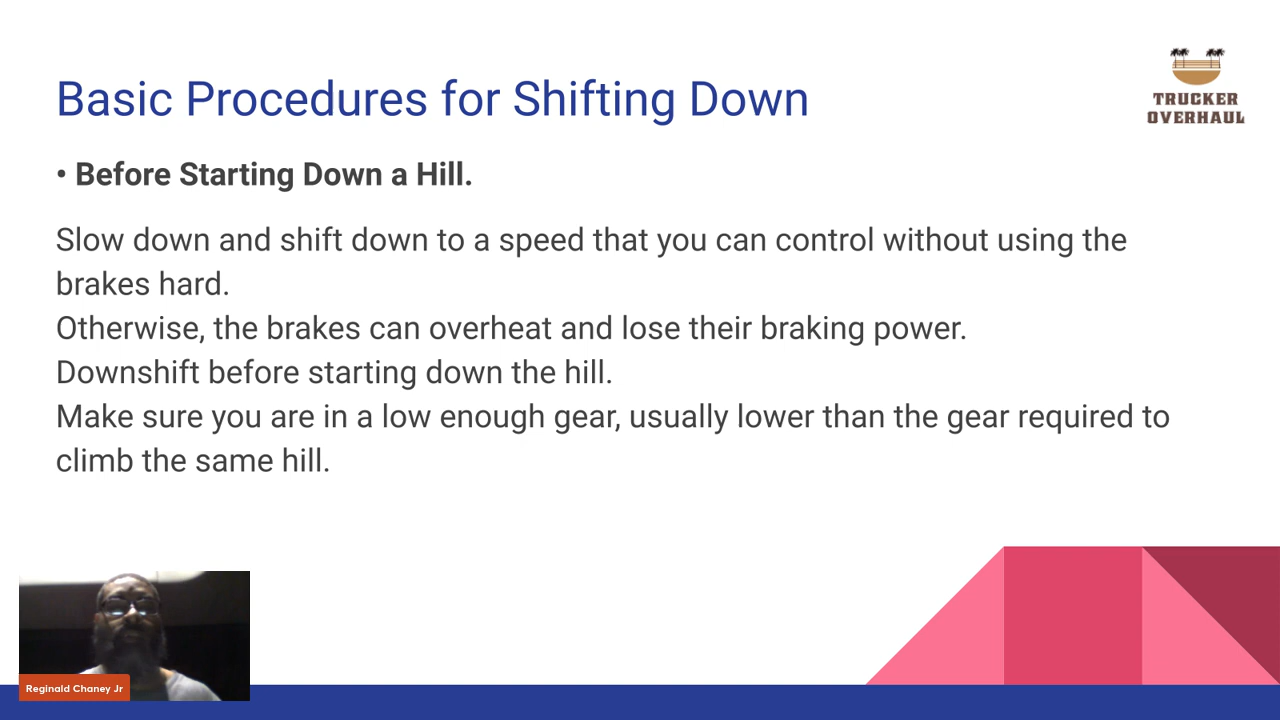 Basic Procedures for Shifting Down
TRUCKER
OVERHAUL
• Before Starting Down a Hill.
Slow down and shift down to a speed that you can control without using the
brakes hard.
Otherwise, the brakes can overheat and lose their braking power.
Downshift before starting down the hill.
Make sure you are in a low enough gear, usually lower than the gear required to
climb the same hill.
Reginald Chaney Jr